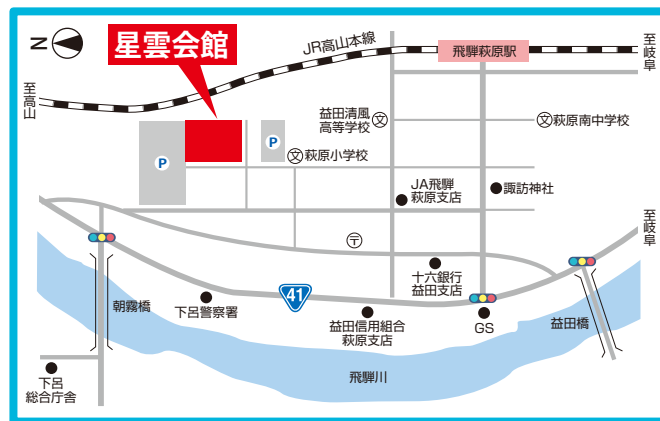 N
星雲会館
JR高山本線
飛騨萩原駅
至岐阜
至高山
益田清風
高等学校
文
文
萩原南中学校
P
P
文
萩原小学校
JA飛騨
萩原支店
諏訪神社
至岐阜
〒
十六銀行
益田支店
41
朝霧橋
下呂警察署
益田信用組合
萩原支店
GS
益田橋
飛騨川
下呂
総合庁舎